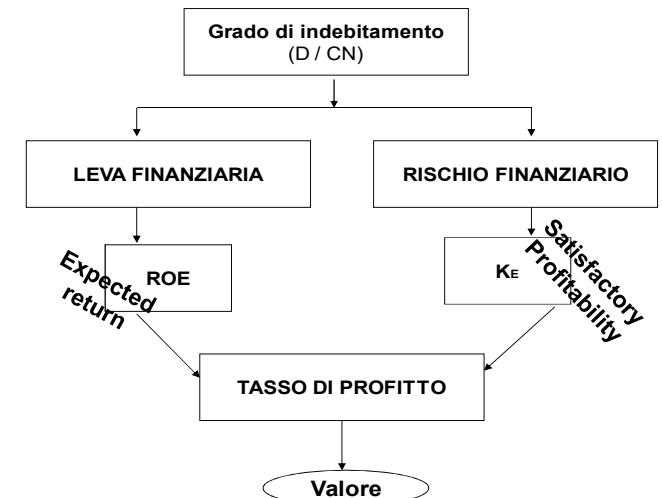 Grado di indebitamento
(D / CN)
LEVA FINANZIARIA
RISCHIO FINANZIARIO
Expected
return
ROE
KE
Satisfactory
Profitability
TASSO DI PROFITTO
Valore